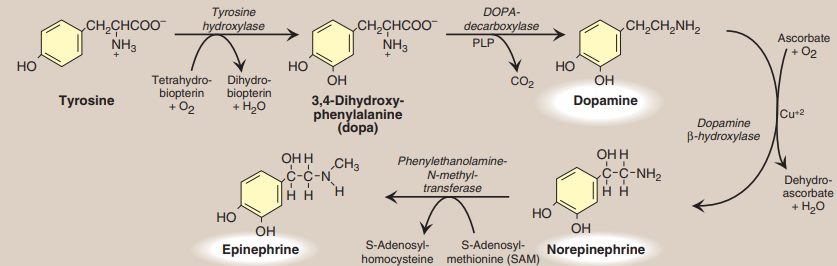 Tyrosine
hydroxylase
CH₂CHCOO⁻
NH₃
+
HO
Tyrosine
Tetrahydro-
biopterin
+ O₂
Dihydro-
biopterin
+ H₂O
CH₂CHCOO⁻
NH₃
+
HO
OH
3,4-Dihydroxy-
phenylalanine
(dopa)
DOPA-
decarboxylase
PLP
CO₂
CH₂CH₂NH₂
HO
OH
Dopamine
Ascorbate
+ O₂
Cu⁺²
Dopamine
β-hydroxylase
Dehydro-
ascorbate
+ H₂O
OH H
C–C–NH₂
H H
HO
OH
Norepinephrine
Phenylethanolamine-
N-methyl-
transferase
S-Adenosyl-
homocysteine
S-Adenosyl-
methionine (SAM)
OH H
CH₃
C–C–N
H H
H
HO
OH
Epinephrine